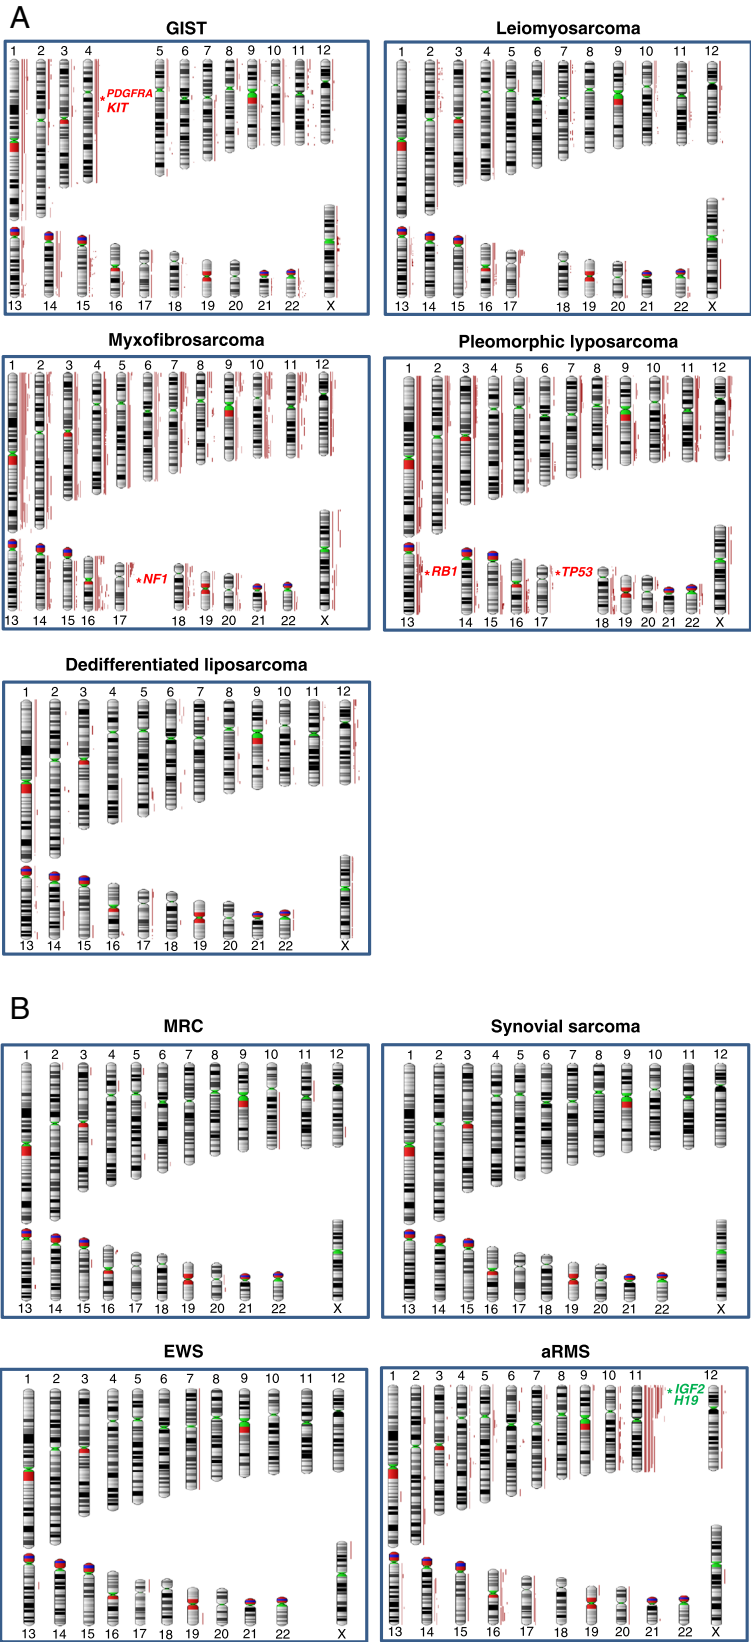 A
GIST
1 2 3 4 5 6 7 8 9 10 11 12
* PDGFRA
KIT
13 14 15 16 17 18 19 20 21 22 X
Leiomyosarcoma
1 2 3 4 5 6 7 8 9 10 11 12
13 14 15 16 17 18 19 20 21 22 X
Myxofibrosarcoma
1 2 3 4 5 6 7 8 9 10 11 12
* NF1
13 14 15 16 17 18 19 20 21 22 X
Pleomorphic lyposarcoma
1 2 3 4 5 6 7 8 9 10 11 12
* RB1 * TP53
13 14 15 16 17 18 19 20 21 22 X
Dedifferentiated liposarcoma
1 2 3 4 5 6 7 8 9 10 11 12
13 14 15 16 17 18 19 20 21 22 X
B
MRC
1 2 3 4 5 6 7 8 9 10 11 12
13 14 15 16 17 18 19 20 21 22 X
Synovial sarcoma
1 2 3 4 5 6 7 8 9 10 11 12
13 14 15 16 17 18 19 20 21 22 X
EWS
1 2 3 4 5 6 7 8 9 10 11 12
13 14 15 16 17 18 19 20 21 22 X
aRMS
1 2 3 4 5 6 7 8 9 10 11 12
* IGF2
H19
13 14 15 16 17 18 19 20 21 22 X